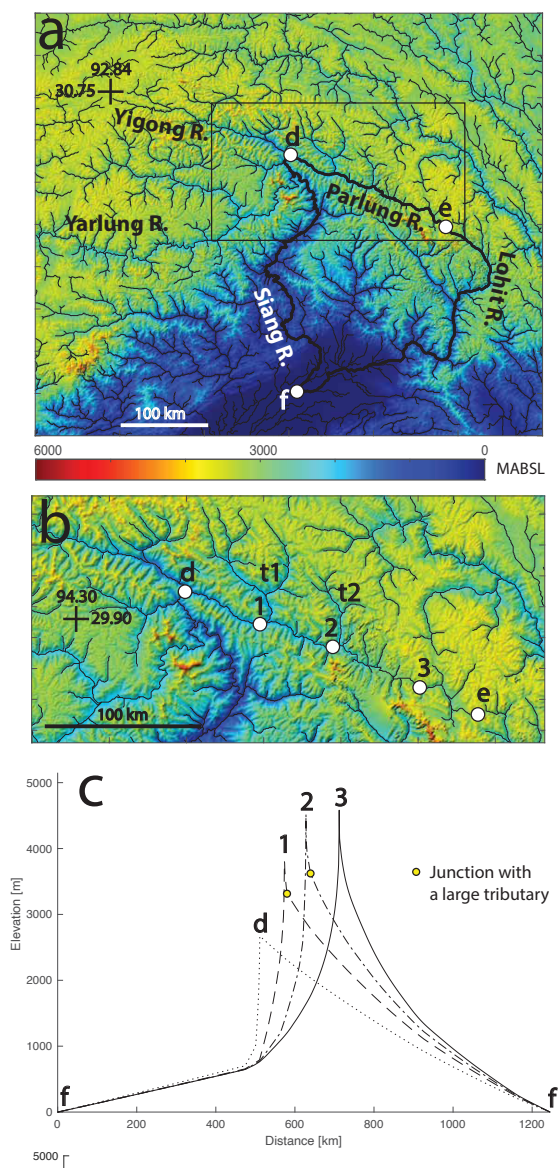 a
92.84
30.75
Yigong R.
d
Parlung R.
e
Yarlung R.
Lohit R.
Siang R.
f
100 km
6000
3000
0
MABSL
b
d
t1
94.30
29.90
1
t2
2
3
e
100 km
C
5000
4000
3000
2000
1000
0
Elevation [m]
1
2
3
d
f
f
Junction with
a large tributary
0
200
400
600
800
1000
1200
Distance [km]
5000